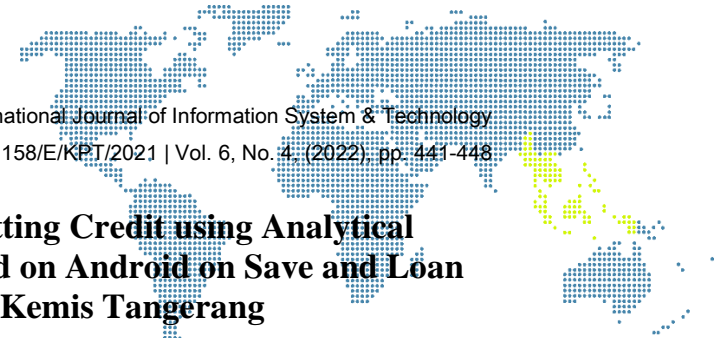 national Journal of Information System & Technology
158/E/KPT/2021 | Vol. 6, No. 4, (2022), pp. 441-448
tting Credit using Analytical
d on Android on Save and Loan
Kemis Tangerang